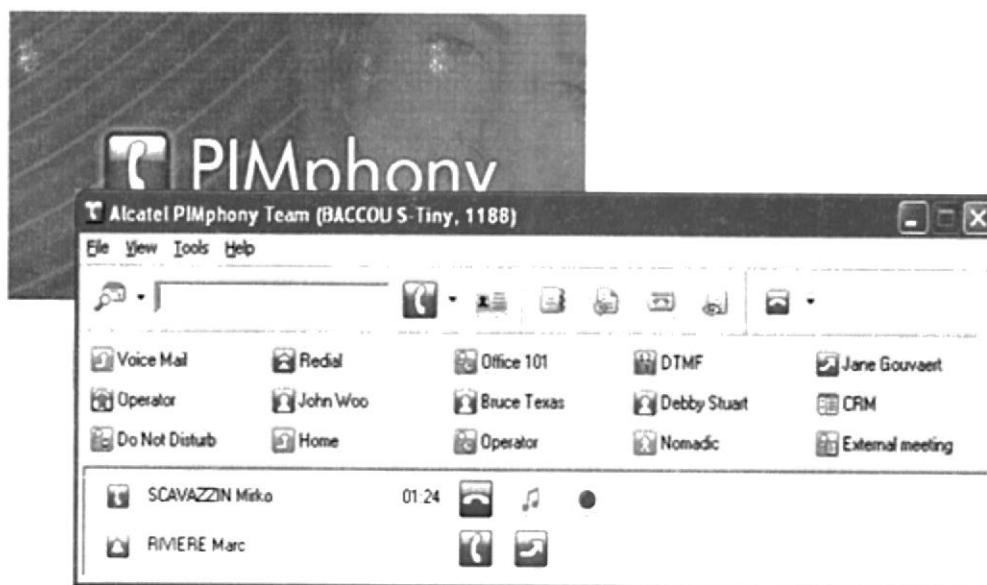 PIMphony
Alcatel PIMphony Team (BACCOU S-Tiny, 1188)
File View Tools Help
Voice Mail Redial Office 101 DTMF Jane Gouvaert
Operator John Woo Bruce Texas Debby Stuart CRM
Do Not Disturb Home Operator Nomadic External meeting
SCAVAZZIN Mirko 01:24
RIVIERE Marc